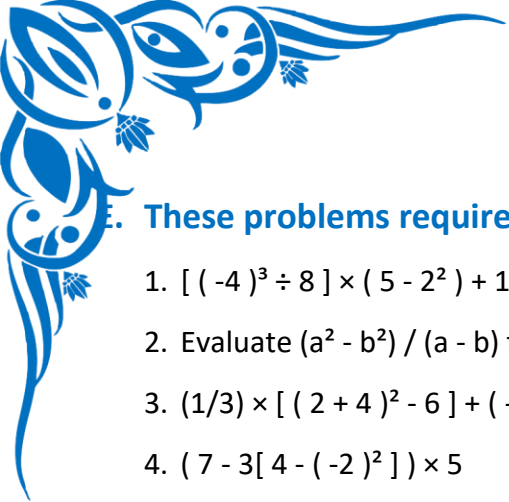 E. These problems require
1. [ ( -4 )³ ÷ 8 ] × ( 5 - 2² ) + 1
2. Evaluate (a² - b²) / (a - b)
3. (1/3) × [ ( 2 + 4 )² - 6 ] + ( -
4. ( 7 - 3[ 4 - ( -2 )² ] ) × 5